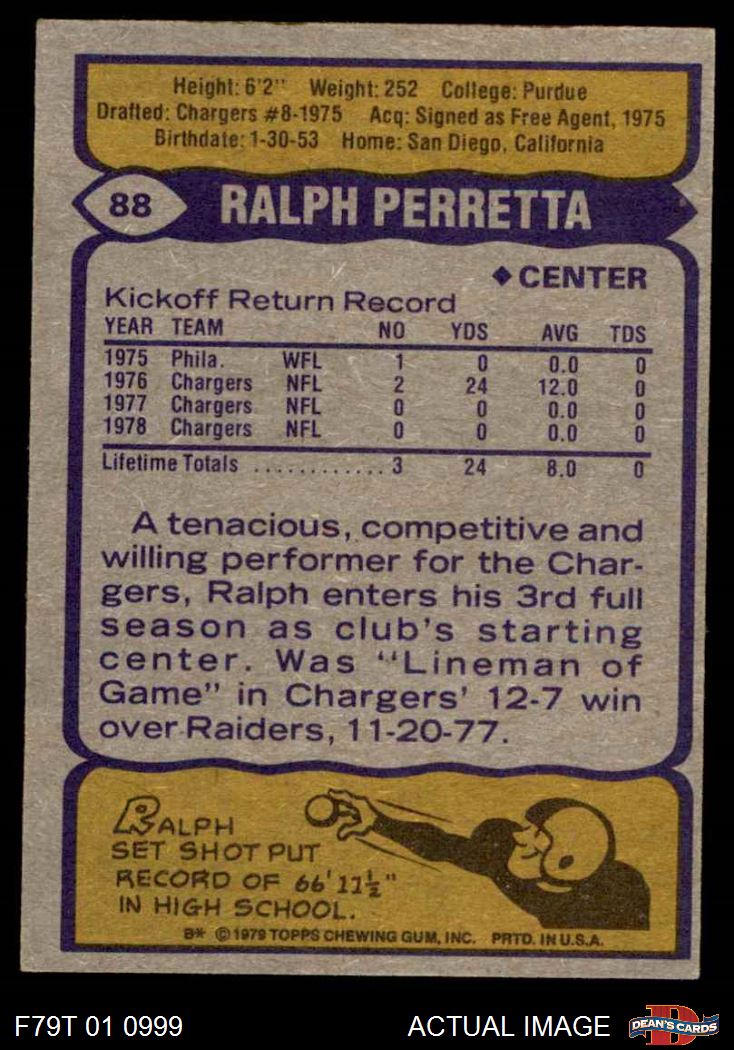 Height: 6'2" Weight: 252 College: Purdue
Drafted: Chargers #8-1975 Acq: Signed as Free Agent, 1975
Birthdate: 1-30-53 Home: San Diego, California
88 RALPH PERRETTA
◆ CENTER
Kickoff Return Record
YEAR TEAM NO YDS AVG TDS
1975 Phila. WFL 1 0 0.0 0
1976 Chargers NFL 2 24 12.0 0
1977 Chargers NFL 0 0 0.0 0
1978 Chargers NFL 0 0 0.0 0
Lifetime Totals ............ 3 24 8.0 0
A tenacious, competitive and
willing performer for the Char-
gers, Ralph enters his 3rd full
season as club's starting
center. Was "Lineman of
Game" in Chargers' 12-7 win
over Raiders, 11-20-77.
RALPH
SET SHOT PUT
RECORD OF 66' 11½"
IN HIGH SCHOOL.
B* © 1979 TOPPS CHEWING GUM, INC. PRTD. IN U.S.A.
F79T 01 0999 ACTUAL IMAGE D DEAN'S CARDS